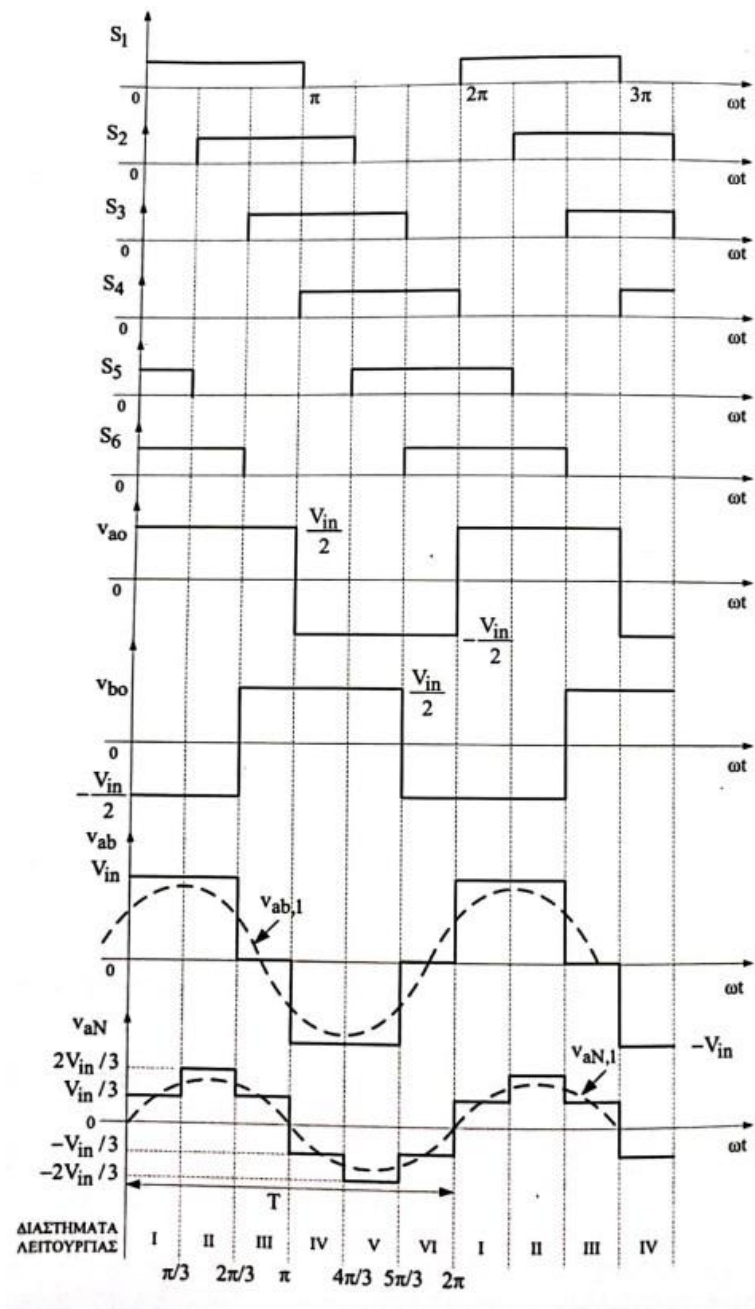 S1
0
π
2π
3π
ωt
S2
0
ωt
S3
0
ωt
S4
0
ωt
S5
0
ωt
S6
0
ωt
vao
Vin/2
0
ωt
−Vin/2
vbo
Vin/2
0
ωt
−Vin/2
vab
Vin
vab,1
0
ωt
−Vin
vaN
2Vin/3
Vin/3
vaN,1
0
ωt
−Vin/3
−2Vin/3
T
ΔΙΑΣΤΗΜΑΤΑ
ΛΕΙΤΟΥΡΓΙΑΣ
I II III IV V VI I II III IV
π/3 2π/3 π 4π/3 5π/3 2π